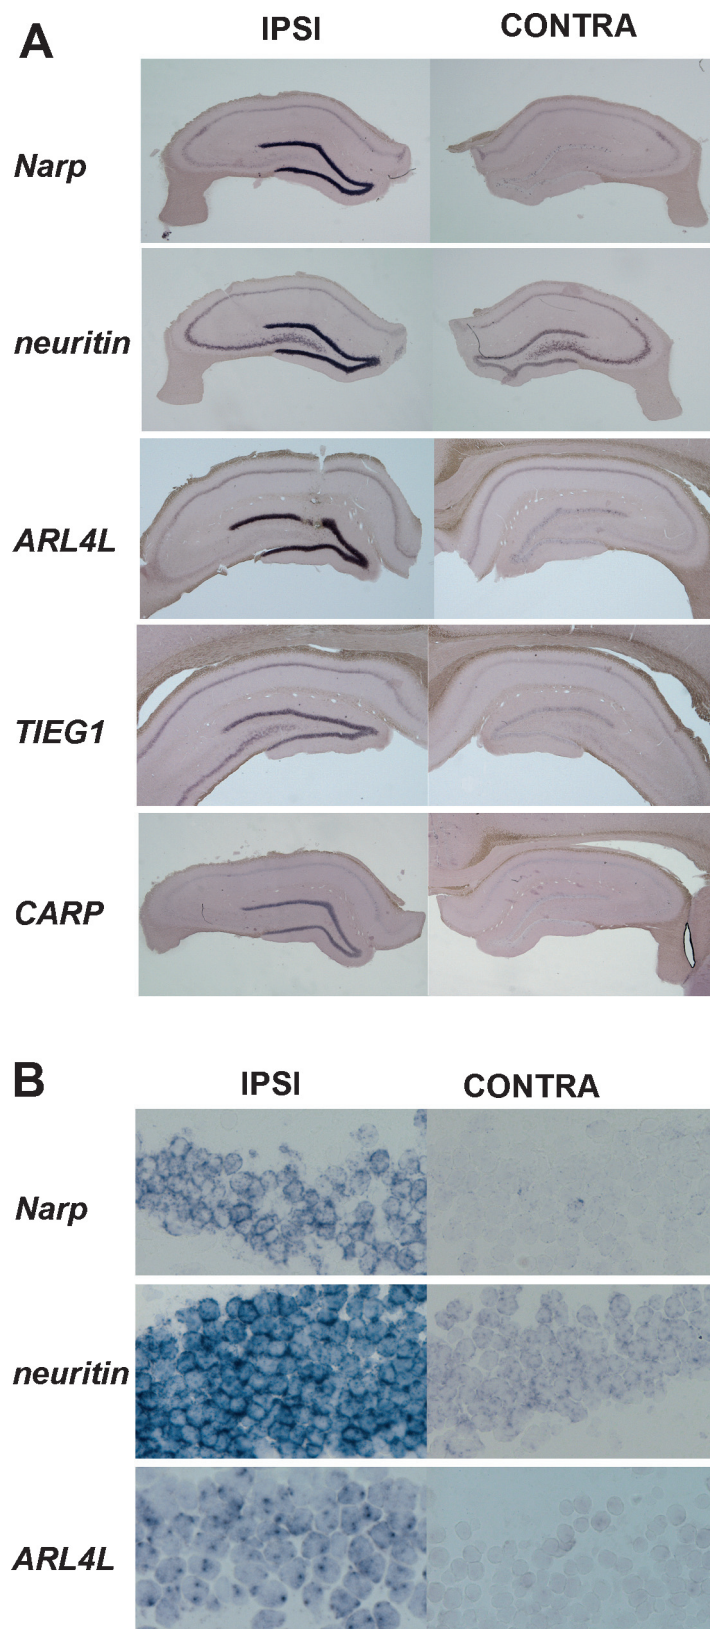 A
IPSI CONTRA
Narp
neuritin
ARL4L
TIEG1
CARP
B
IPSI CONTRA
Narp
neuritin
ARL4L